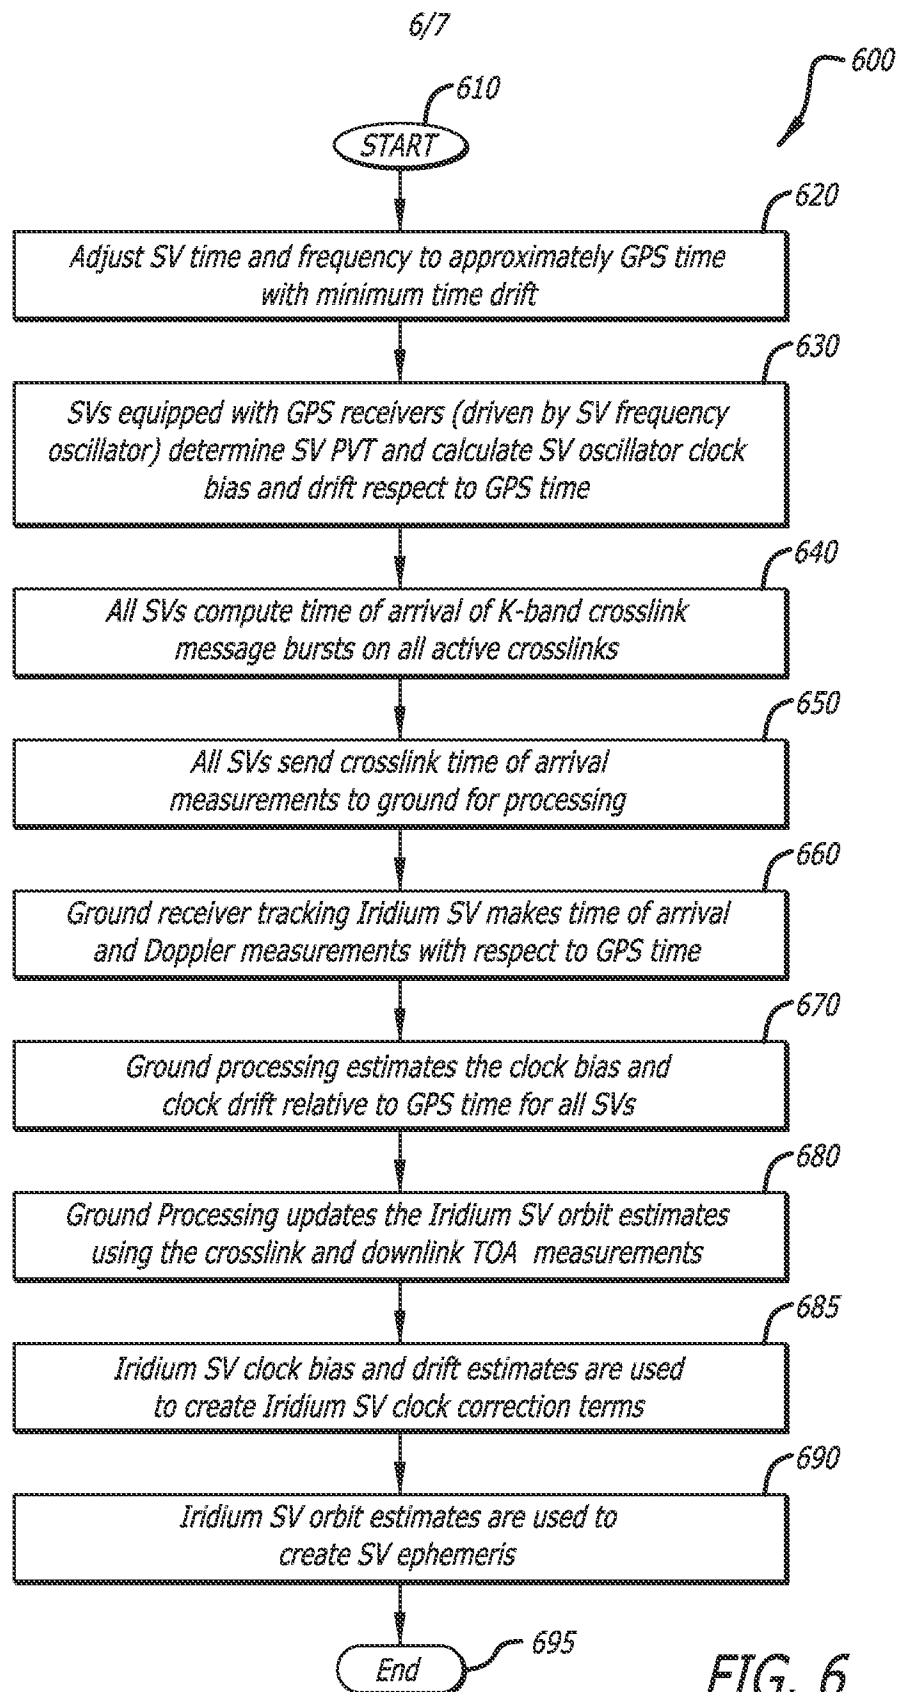 6/7
600
610
START
620
Adjust SV time and frequency to approximately GPS time
with minimum time drift
630
SVs equipped with GPS receivers (driven by SV frequency
oscillator) determine SV PVT and calculate SV oscillator clock
bias and drift respect to GPS time
640
All SVs compute time of arrival of K-band crosslink
message bursts on all active crosslinks
650
All SVs send crosslink time of arrival
measurements to ground for processing
660
Ground receiver tracking Iridium SV makes time of arrival
and Doppler measurements with respect to GPS time
670
Ground processing estimates the clock bias and
clock drift relative to GPS time for all SVs
680
Ground Processing updates the Iridium SV orbit estimates
using the crosslink and downlink TOA measurements
685
Iridium SV clock bias and drift estimates are used
to create Iridium SV clock correction terms
690
Iridium SV orbit estimates are used to
create SV ephemeris
695
End
FIG. 6